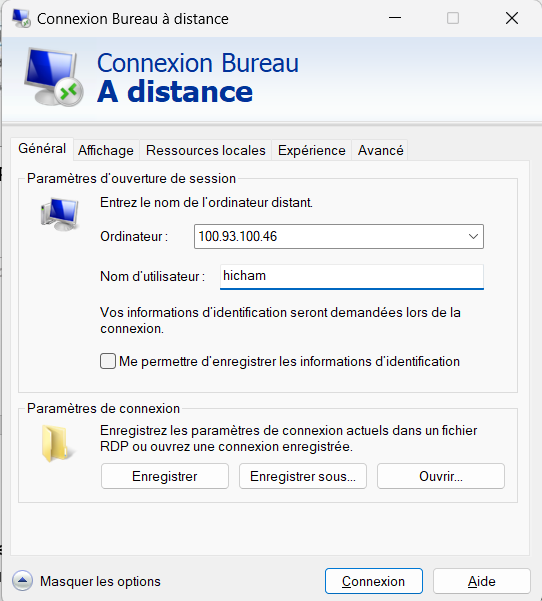 Connexion Bureau à distance
Connexion Bureau
A distance
Général
Affichage
Ressources locales
Expérience
Avancé
Paramètres d'ouverture de session
Entrez le nom de l'ordinateur distant.
Ordinateur :
100.93.100.46
Nom d'utilisateur :
hicham
Vos informations d'identification seront demandées lors de la
connexion.
Me permettre d'enregistrer les informations d'identification
Paramètres de connexion
Enregistrez les paramètres de connexion actuels dans un fichier
RDP ou ouvrez une connexion enregistrée.
Enregistrer
Enregistrer sous...
Ouvrir...
Masquer les options
Connexion
Aide